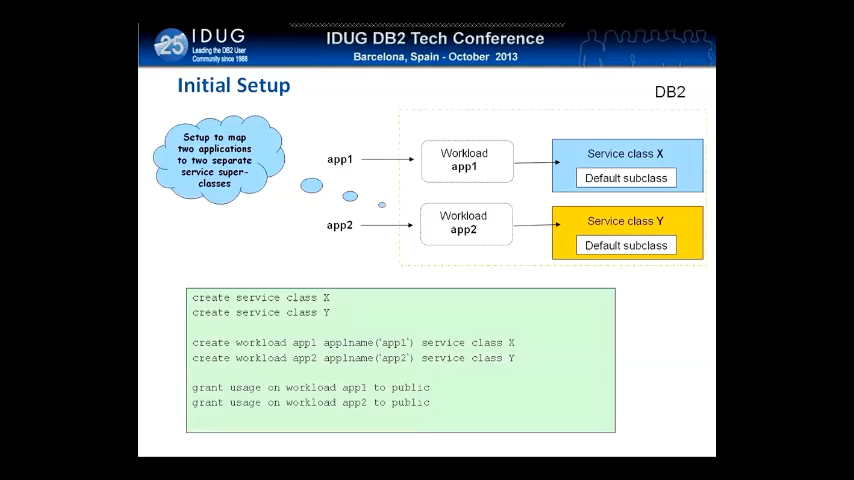 25
IDUG
Leading the DB2 User
Community since 1988
IDUG DB2 Tech Conference
Barcelona, Spain - October 2013
Initial Setup
DB2
Setup to map
two applications
to two separate
service super-
classes
app1
Workload
app1
Service class X
Default subclass
app2
Workload
app2
Service class Y
Default subclass
create service class X
create service class Y
create workload app1 applname('app1') service class X
create workload app2 applname('app2') service class Y
grant usage on workload app1 to public
grant usage on workload app2 to public